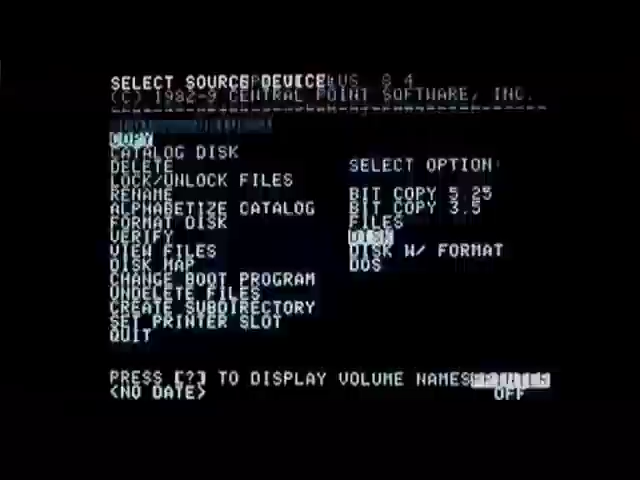 SELECT SOURCE DEVICE 8.4
(C) 1982-9 CENTRAL POINT SOFTWARE, INC.
COPY
CATALOG DISK
DELETE
LOCK/UNLOCK FILES
RENAME
ALPHABETIZE CATALOG
FORMAT DISK
VERIFY
VIEW FILES
DISK MAP
CHANGE BOOT PROGRAM
UNDELETE FILES
CREATE SUBDIRECTORY
SET PRINTER SLOT
QUIT
SELECT OPTION
BIT COPY 5.25
BIT COPY 3.5
FILES
DISK
DISK W/ FORMAT
DOS
PRESS [?] TO DISPLAY VOLUME NAMES PRINTER
<NO DATE> OFF